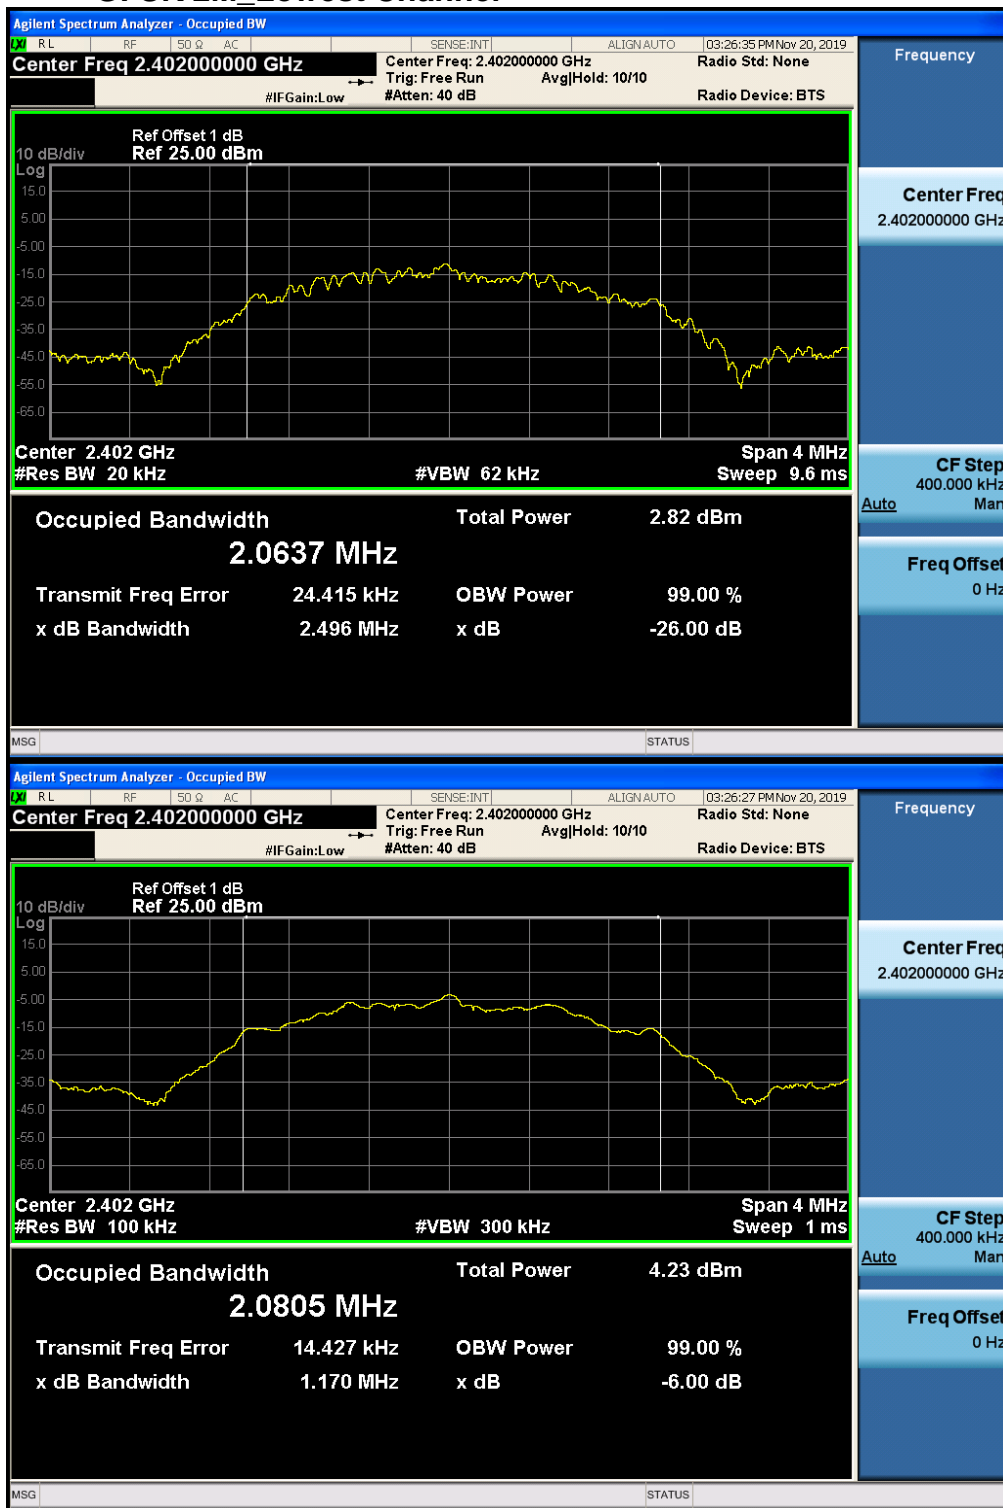 Agilent Spectrum Analyzer - Occupied BW
LXI RL RF 50 Ω AC SENSE:INT ALIGN AUTO 03:26:35 PM Nov 20, 2019
Center Freq 2.402000000 GHz
Center Freq: 2.402000000 GHz Radio Std: None
Trig: Free Run Avg|Hold: 10/10
#IFGain:Low #Atten: 40 dB Radio Device: BTS
Frequency
Ref Offset 1 dB
10 dB/div Ref 25.00 dBm
Log
15.0
5.00
-5.00
-15.0
-25.0
-35.0
-45.0
-55.0
-65.0
Center 2.402 GHz Span 4 MHz
#Res BW 20 kHz #VBW 62 kHz Sweep 9.6 ms
Center Freq
2.402000000 GHz
CF Step
400.000 kHz
Auto Man
Freq Offset
0 Hz
Occupied Bandwidth Total Power 2.82 dBm
2.0637 MHz
Transmit Freq Error 24.415 kHz OBW Power 99.00 %
x dB Bandwidth 2.496 MHz x dB -26.00 dB
MSG STATUS
Agilent Spectrum Analyzer - Occupied BW
LXI RL RF 50 Ω AC SENSE:INT ALIGN AUTO 03:26:27 PM Nov 20, 2019
Center Freq 2.402000000 GHz
Center Freq: 2.402000000 GHz Radio Std: None
Trig: Free Run Avg|Hold: 10/10
#IFGain:Low #Atten: 40 dB Radio Device: BTS
Frequency
Ref Offset 1 dB
10 dB/div Ref 25.00 dBm
Log
15.0
5.00
-5.00
-15.0
-25.0
-35.0
-45.0
-55.0
-65.0
Center 2.402 GHz Span 4 MHz
#Res BW 100 kHz #VBW 300 kHz Sweep 1 ms
Center Freq
2.402000000 GHz
CF Step
400.000 kHz
Auto Man
Freq Offset
0 Hz
Occupied Bandwidth Total Power 4.23 dBm
2.0805 MHz
Transmit Freq Error 14.427 kHz OBW Power 99.00 %
x dB Bandwidth 1.170 MHz x dB -6.00 dB
MSG STATUS